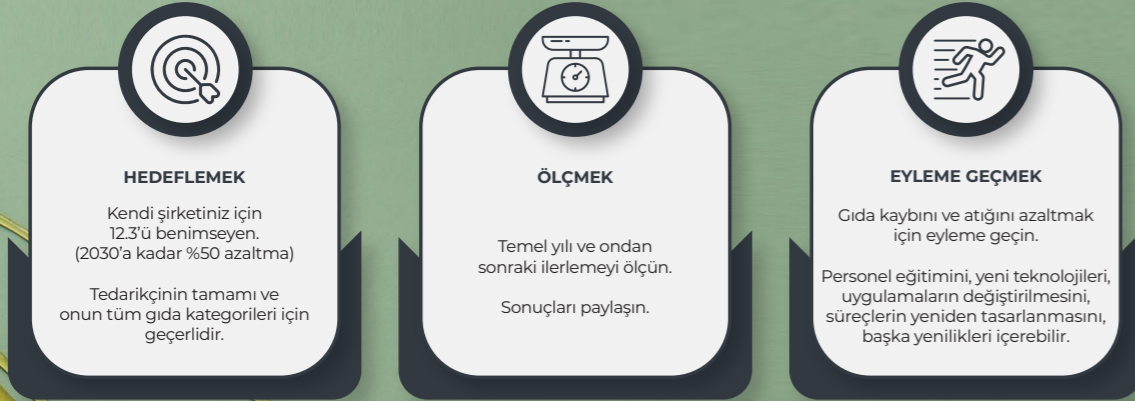 HEDEFLEMEK
Kendi şirketiniz için
12.3’ü benimseyen.
(2030’a kadar %50 azaltma)
Tedarikçinin tamamı ve
onun tüm gıda kategorileri için
geçerlidir.
ÖLÇMEK
Temel yılı ve ondan
sonraki ilerlemeyi ölçün.
Sonuçları paylaşın.
EYLEME GEÇMEK
Gıda kaybını ve atığını azaltmak
için eyleme geçin.
Personel eğitimini, yeni teknolojileri,
uygulamaların değiştirilmesini,
süreçlerin yeniden tasarlanmasını,
başka yenilikleri içerebilir.